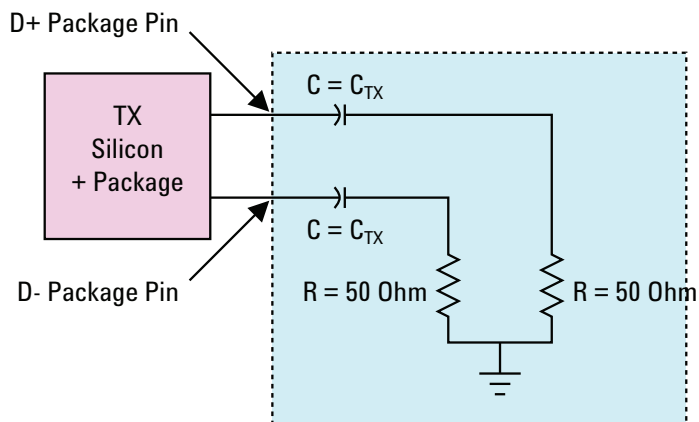 D+ Package Pin
TX
Silicon
+ Package
C = CTX
C = CTX
D- Package Pin
R = 50 Ohm
R = 50 Ohm